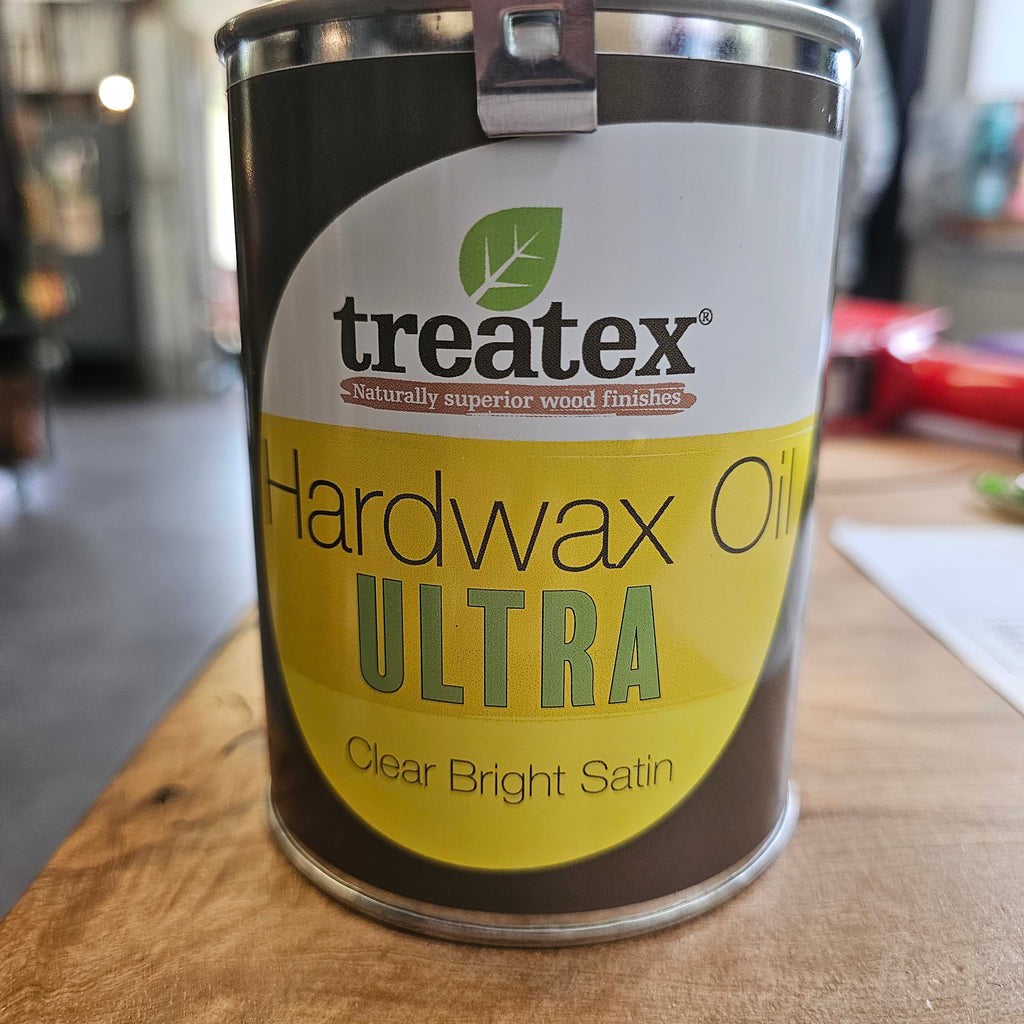 treatex®
Naturally superior wood finishes
Hardwax Oil
ULTRA
Clear Bright Satin